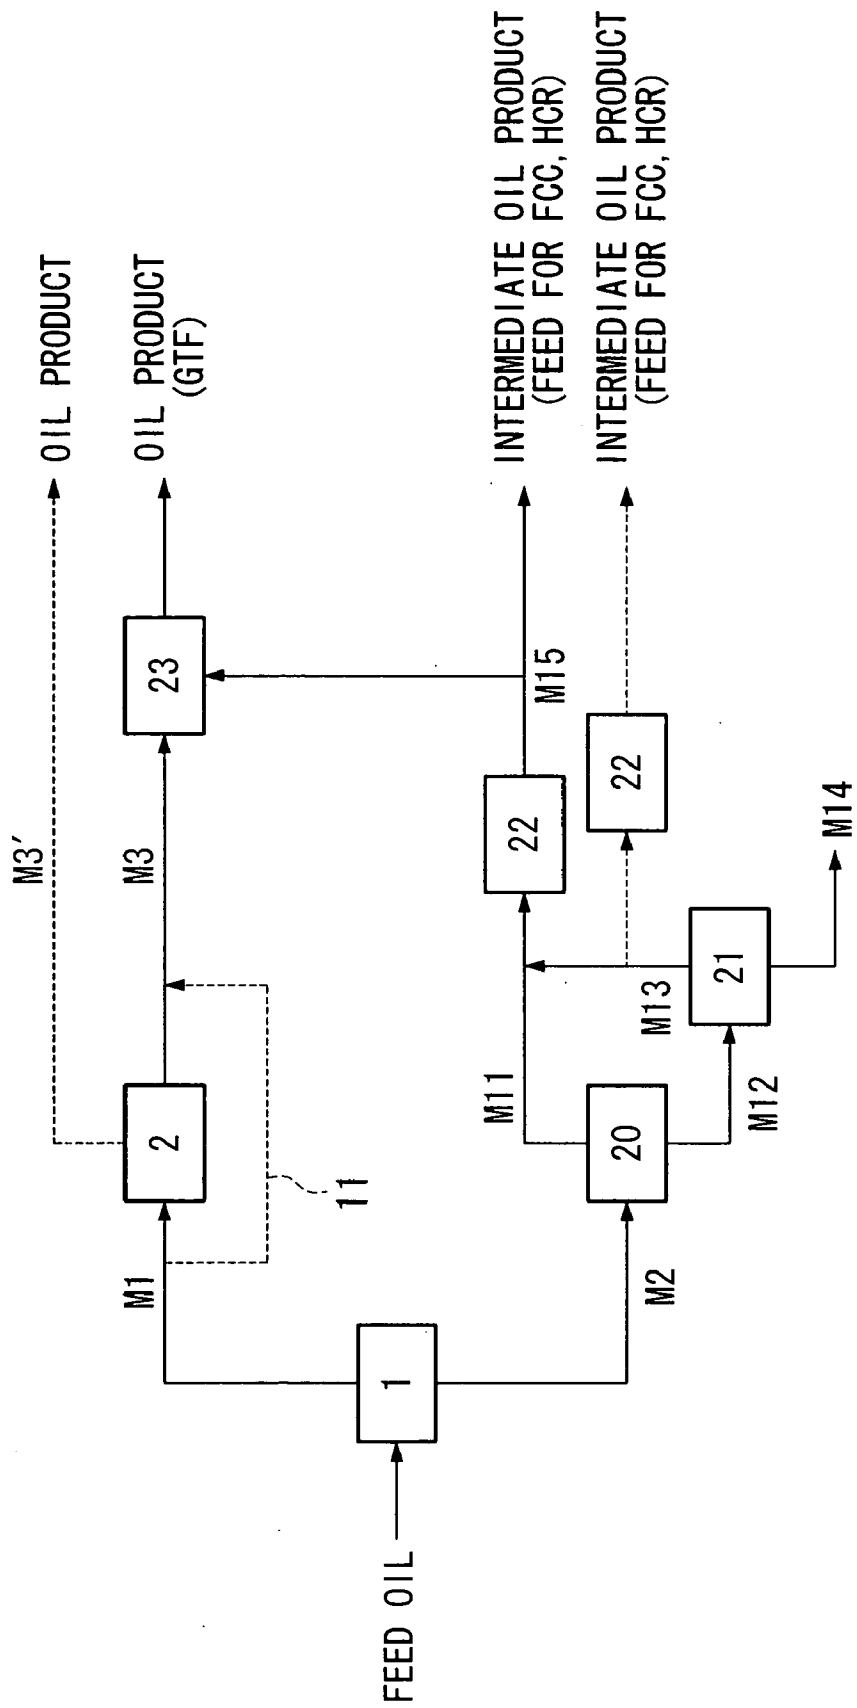 M3′
OIL PRODUCT
M1
2
M3
23
OIL PRODUCT
(GTF)
11
FEED OIL
1
M11
22
M15
INTERMEDIATE OIL PRODUCT
(FEED FOR FCC, HCR)
M2
20
M13
22
INTERMEDIATE OIL PRODUCT
(FEED FOR FCC, HCR)
M12
21
M14